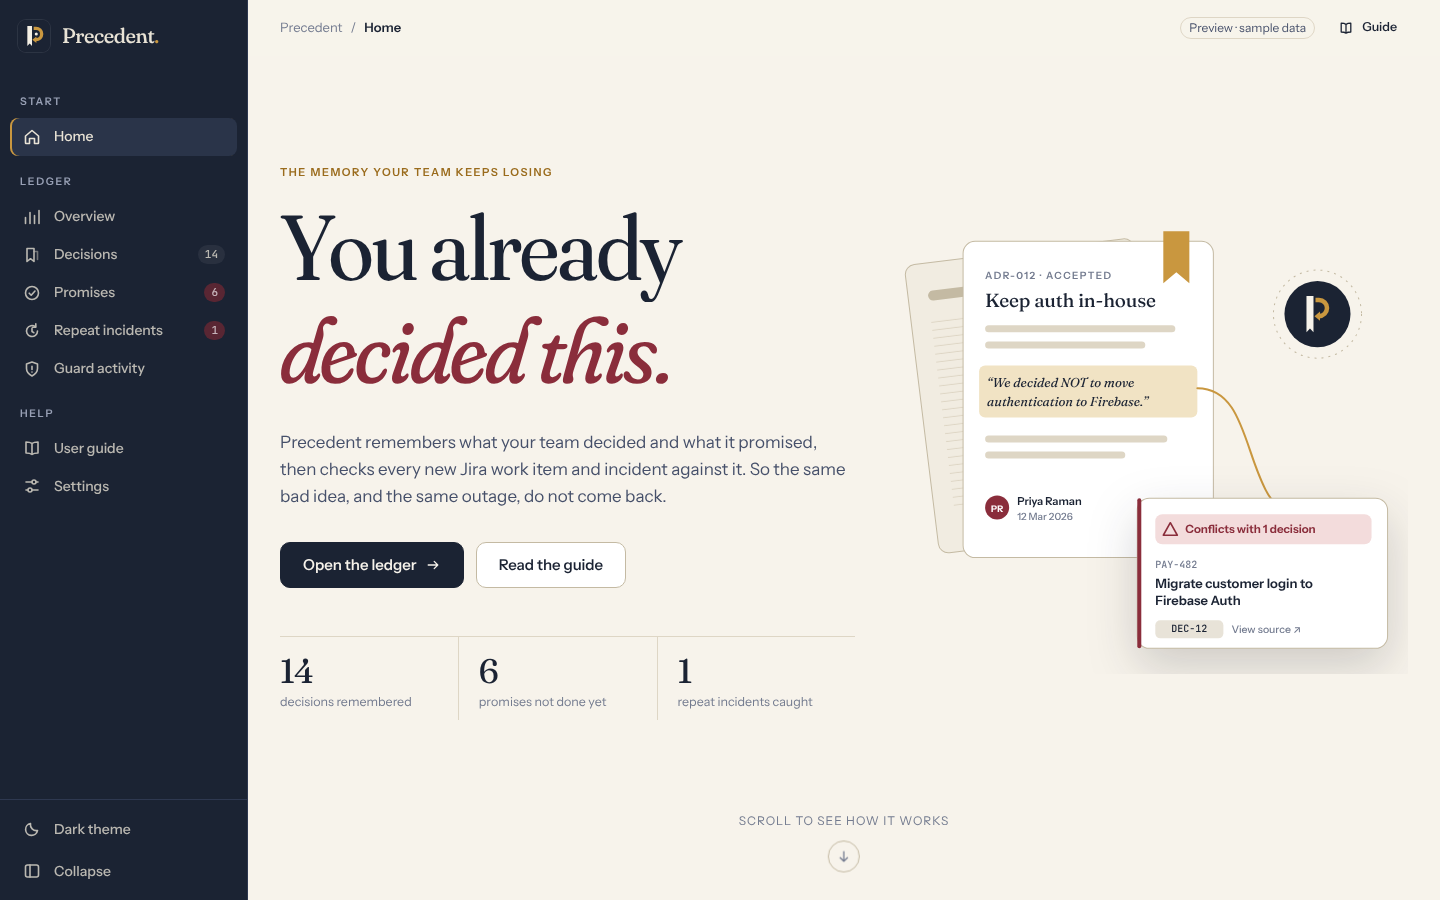 Precedent.
START
Home
LEDGER
Overview
Decisions 14
Promises 6
Repeat incidents 1
Guard activity
HELP
User guide
Settings
Dark theme
Collapse
Precedent / Home
Preview · sample data
Guide
THE MEMORY YOUR TEAM KEEPS LOSING
You already
decided this.
Precedent remembers what your team decided and what it promised,
then checks every new Jira work item and incident against it. So the same
bad idea, and the same outage, do not come back.
Open the ledger →
Read the guide
14
decisions remembered
6
promises not done yet
1
repeat incidents caught
ADR-012 · ACCEPTED
Keep auth in-house
“We decided NOT to move
authentication to Firebase.”
PR
Priya Raman
12 Mar 2026
Conflicts with 1 decision
PAY-482
Migrate customer login to
Firebase Auth
DEC-12
View source ↗
SCROLL TO SEE HOW IT WORKS